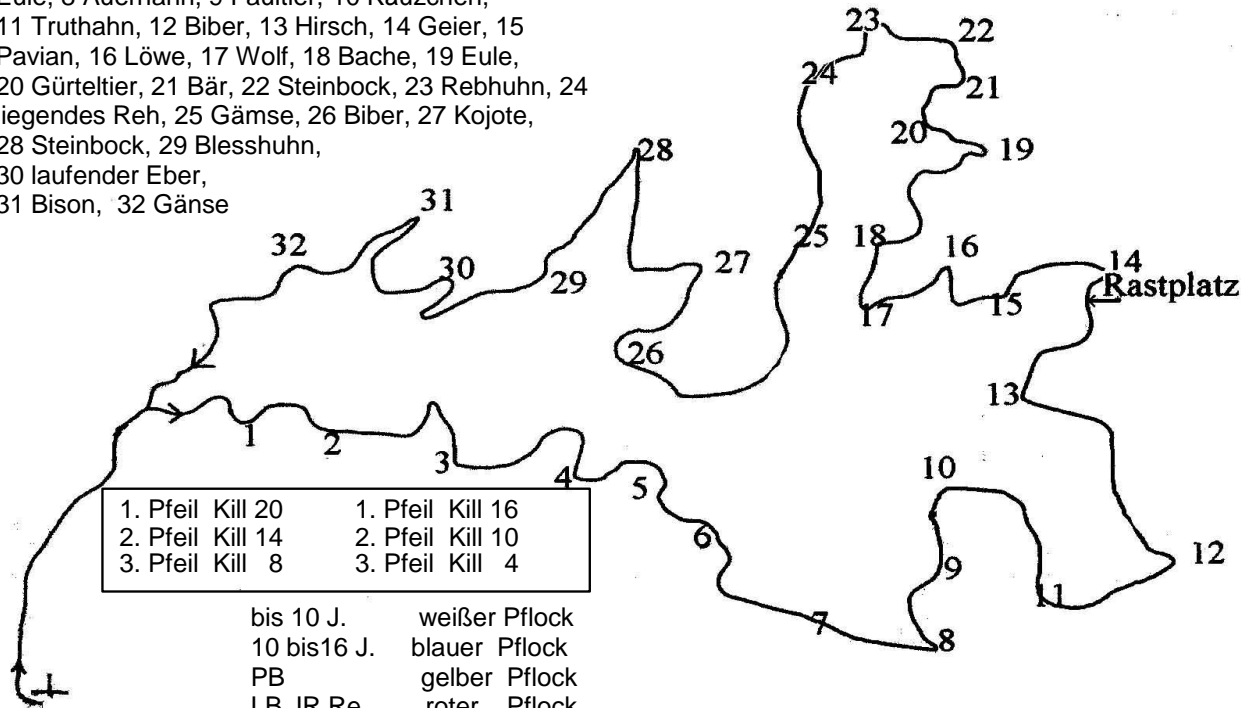 Eule, 8 Auerhahn, 9 Faultier, 10 Käuzchen,
11 Truthahn, 12 Biber, 13 Hirsch, 14 Geier, 15
Pavian, 16 Löwe, 17 Wolf, 18 Bache, 19 Eule,
20 Gürteltier, 21 Bär, 22 Steinbock, 23 Rebhuhn, 24
liegendes Reh, 25 Gämse, 26 Biber, 27 Kojote,
28 Steinbock, 29 Blesshuhn,
30 laufender Eber,
31 Bison, 32 Gänse
23
22
24
21
20
19
28
31
32
30
29
27
25
18
16
14
Rastplatz
17
15
26
13
1
2
3
4
5
10
6
9
12
11
7
8
1. Pfeil Kill 20 1. Pfeil Kill 16
2. Pfeil Kill 14 2. Pfeil Kill 10
3. Pfeil Kill 8 3. Pfeil Kill 4
bis 10 J. weißer Pflock
10 bis16 J. blauer Pflock
PB gelber Pflock
LB Re roter Pflock